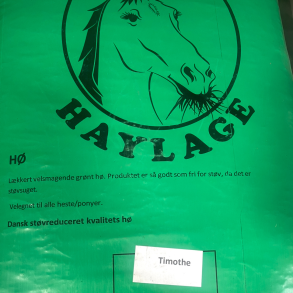 HAYLAGE
HØ
Lækkert velsmagende grønt hø. Produktet er så godt som fri for støv, da det er
støvsuget.
Velegnet til alle heste/ponyer.
Dansk støvreduceret kvalitets hø
Timothe